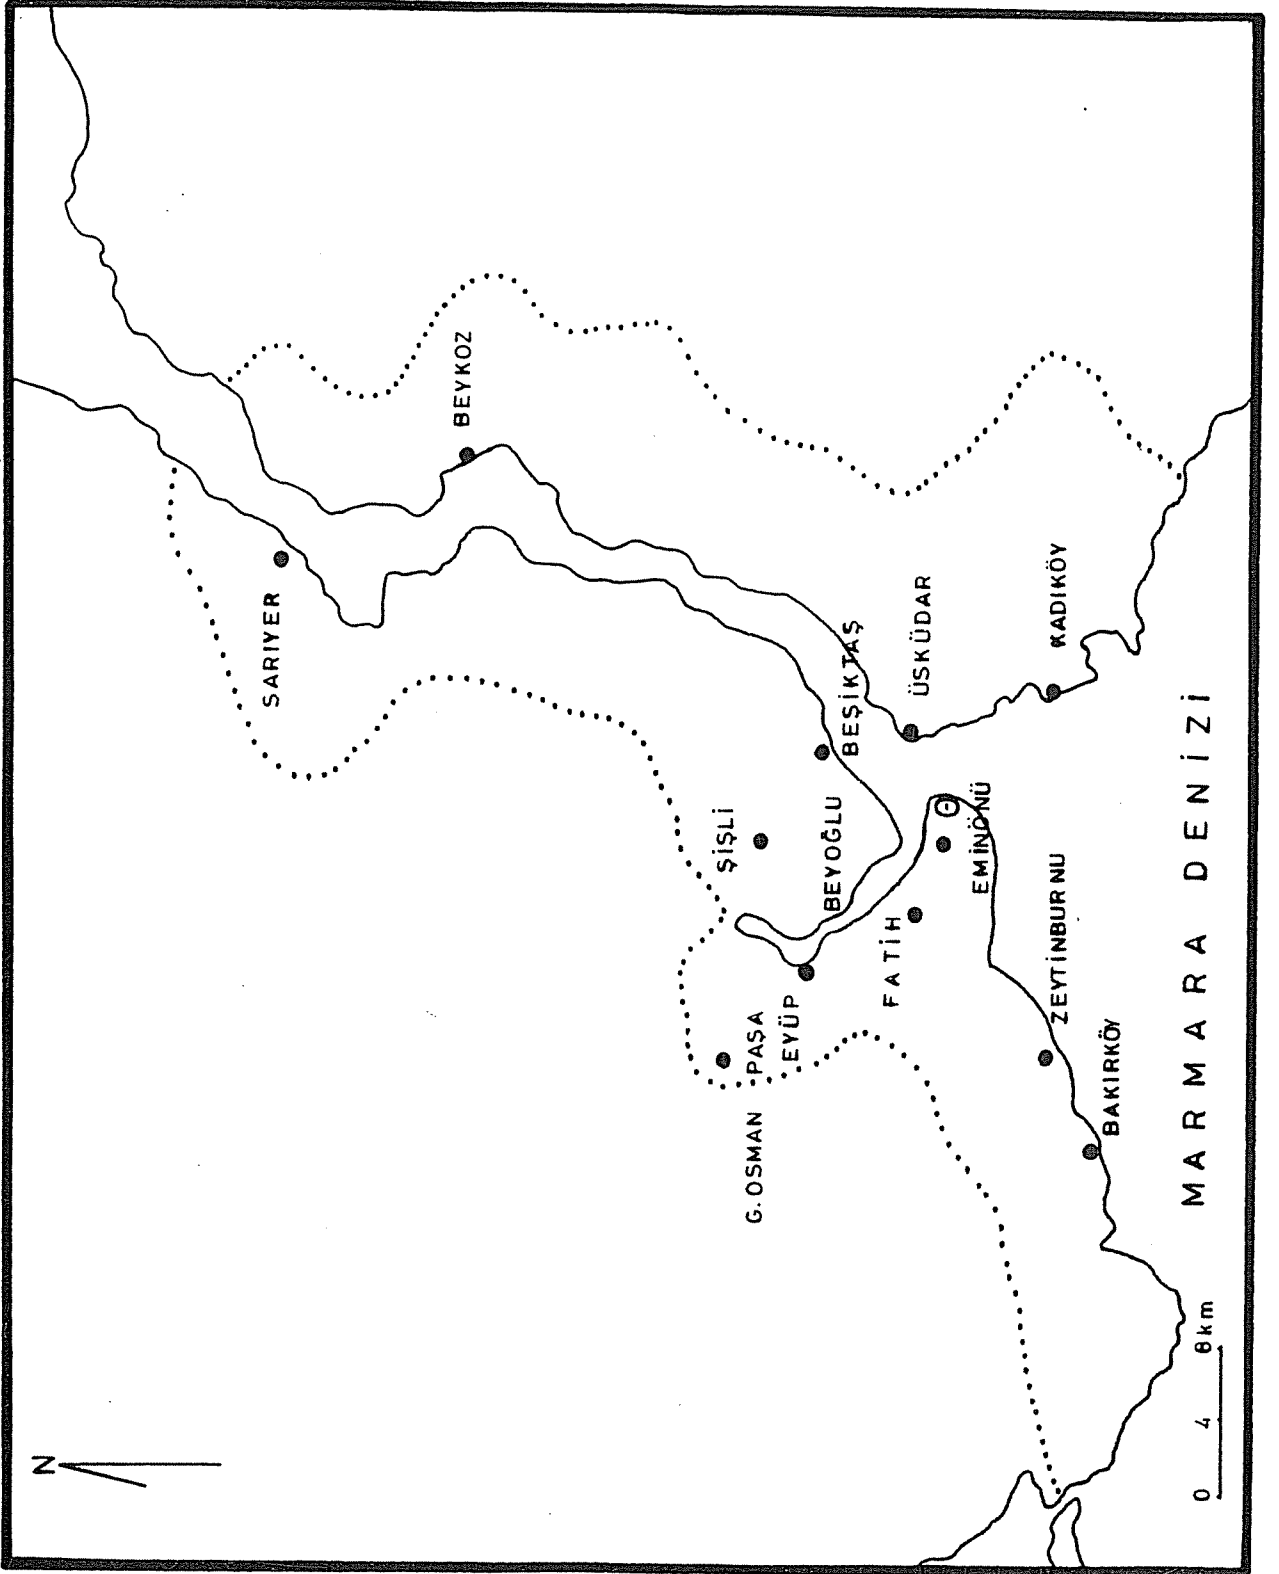 N
SARIYER
BEYKOZ
ŞİŞLİ
BEŞİKTAŞ
BEYOĞLU
ÜSKÜDAR
G.OSMAN PAŞA
EYÜP
FATİH
EMİNÖNÜ
KADIKÖY
ZEYTİNBURNU
BAKIRKÖY
MARMARA DENİZİ
0 4 8km